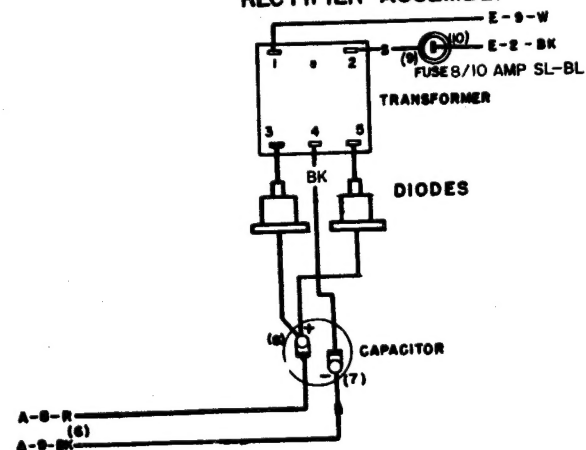 RECTIFIER ASSEMBLY
E-9-W
(10)
1 2 8 (9) E-2-BK
FUSE 8/10 AMP SL-BL
TRANSFORMER
3 4 5
BK
DIODES
+
(8)
CAPACITOR
- (7)
A-8-R
(6)
A-9-BK